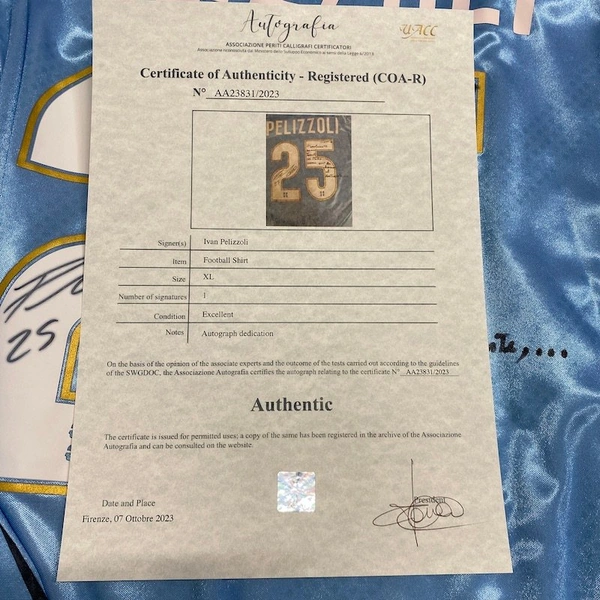 Autografia
UACC
ASSOCIAZIONE PERITI CALLIGRAFI CERTIFICATORI
Certificate of Authenticity - Registered (COA-R)
N° AA23831/2023
PELIZZOLI
25
Signer(s) Ivan Pelizzoli
Item Football Shirt
Size XL
Number of signatures 1
Condition Excellent
Notes Autograph dedication
On the basis of the opinion of the associate experts and the outcome of the tests carried out according to the guidelines
of the SWGDOC, the Associazione Autografia certifies the autograph relating to the certificate N° AA23831/2023
Authentic
The certificate is issued for permitted uses; a copy of the same has been registered in the archive of the Associazione
Autografia and can be consulted on the website.
Date and Place
Firenze, 07 Ottobre 2023
President
25